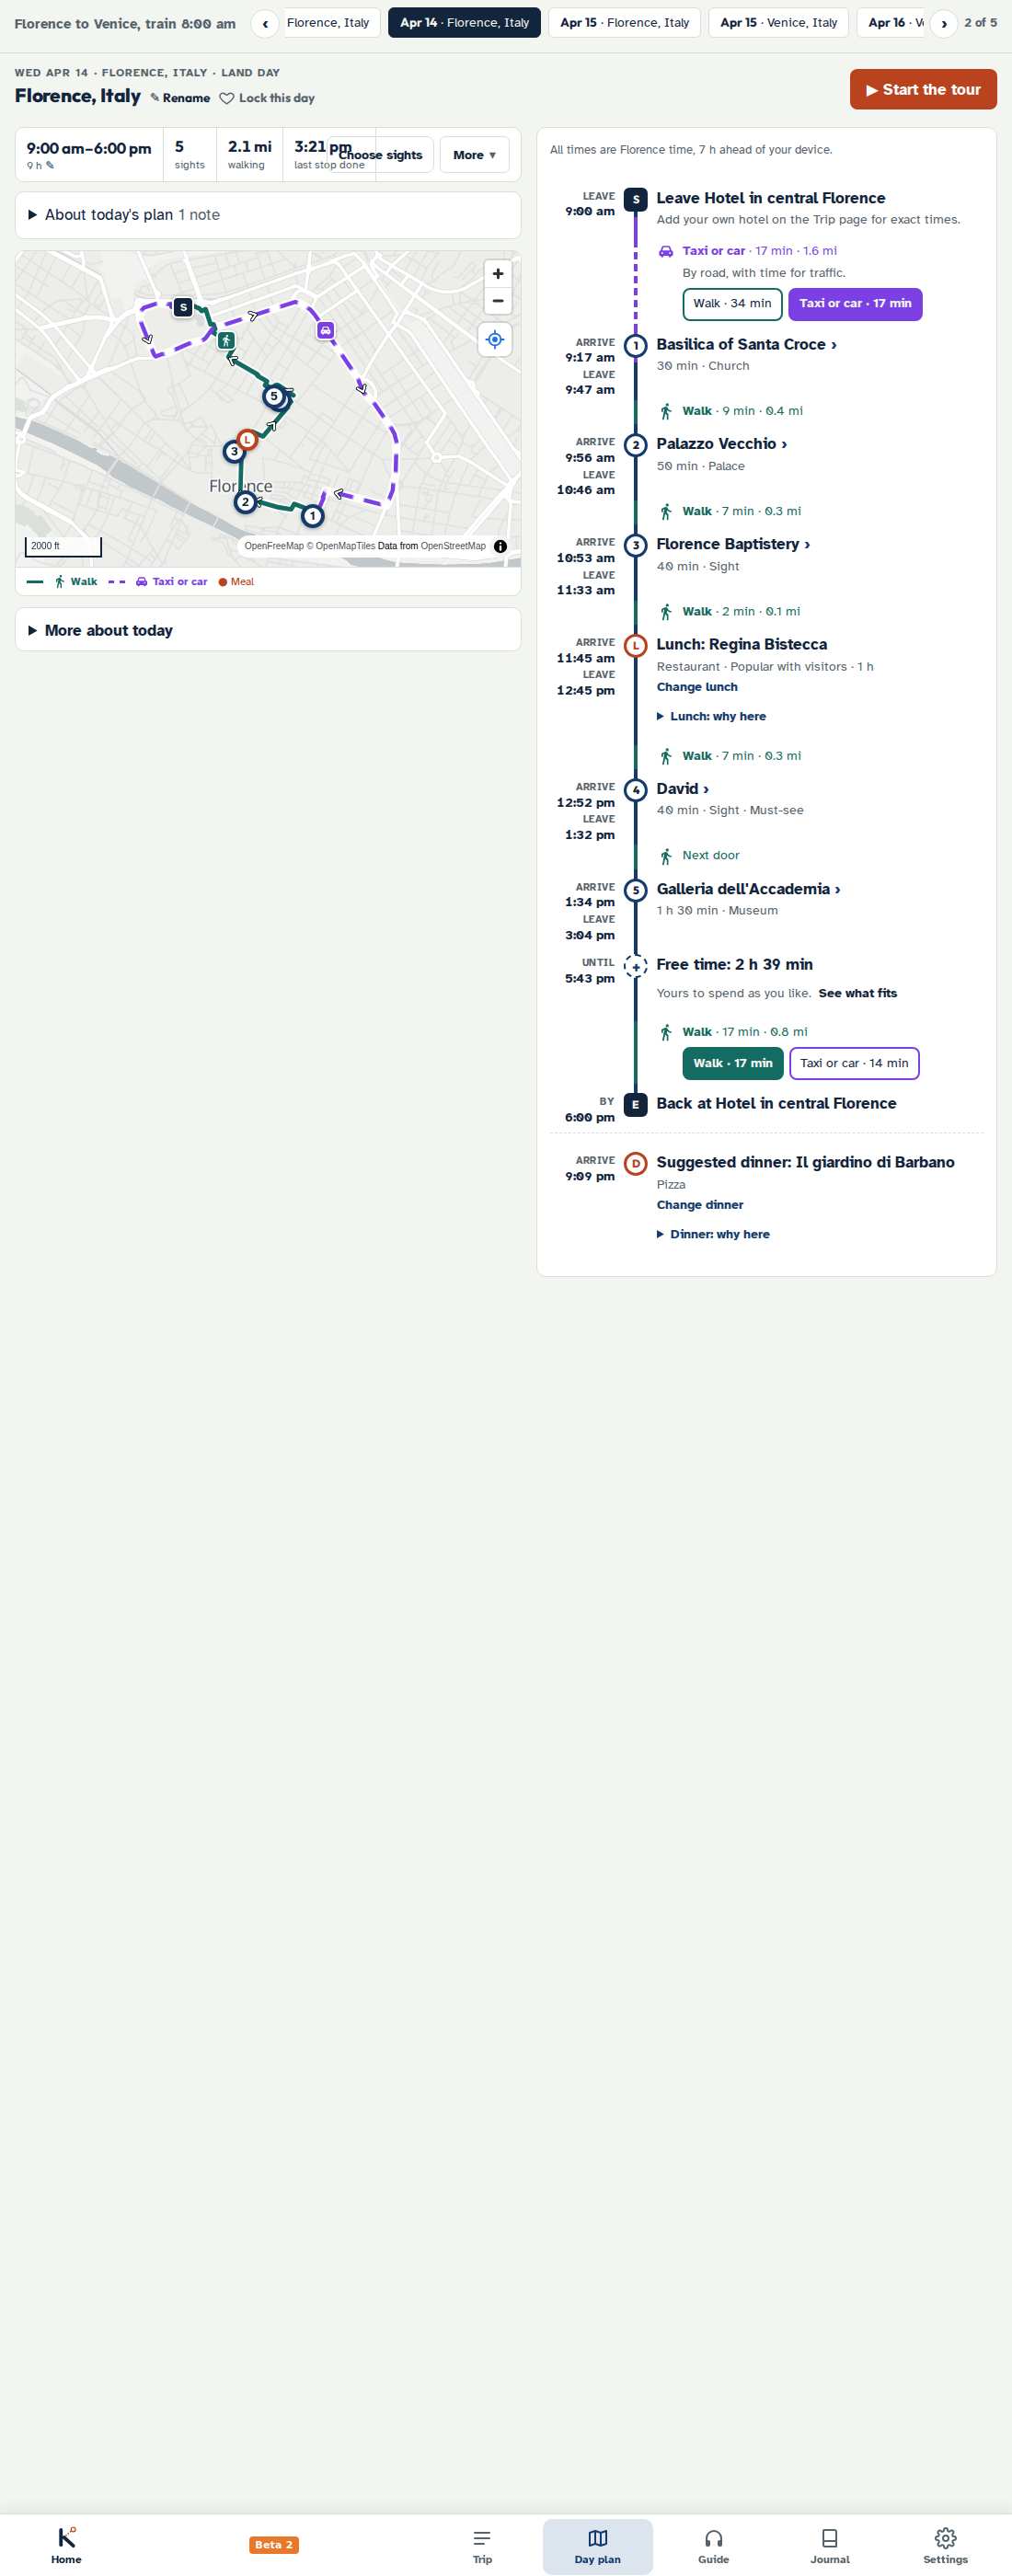 Florence to Venice, train 8:00 am
‹
Florence, Italy
Apr 14 · Florence, Italy
Apr 15 · Florence, Italy
Apr 15 · Venice, Italy
Apr 16 ·
›
2 of 5
WED APR 14 · FLORENCE, ITALY · LAND DAY
Florence, Italy ✎ Rename ♡ Lock this day
▶ Start the tour
9:00 am–6:00 pm
9 h ✎
5
sights
2.1 mi
walking
3:21 pm
last stop done
Choose sights
More ▼
▶ About today's plan 1 note
S
5
L
3
Florence
2
1
+
−
2000 ft
OpenFreeMap © OpenMapTiles Data from OpenStreetMap
Walk
Taxi or car
Meal
▶ More about today
All times are Florence time, 7 h ahead of your device.
LEAVE
9:00 am
S
Leave Hotel in central Florence
Add your own hotel on the Trip page for exact times.
Taxi or car · 17 min · 1.6 mi
By road, with time for traffic.
Walk · 34 min
Taxi or car · 17 min
ARRIVE
9:17 am
LEAVE
9:47 am
1
Basilica of Santa Croce ›
30 min · Church
Walk · 9 min · 0.4 mi
ARRIVE
9:56 am
LEAVE
10:46 am
2
Palazzo Vecchio ›
50 min · Palace
Walk · 7 min · 0.3 mi
ARRIVE
10:53 am
LEAVE
11:33 am
3
Florence Baptistery ›
40 min · Sight
Walk · 2 min · 0.1 mi
ARRIVE
11:45 am
LEAVE
12:45 pm
L
Lunch: Regina Bistecca
Restaurant · Popular with visitors · 1 h
Change lunch
▶ Lunch: why here
Walk · 7 min · 0.3 mi
ARRIVE
12:52 pm
LEAVE
1:32 pm
4
David ›
40 min · Sight · Must-see
Next door
ARRIVE
1:34 pm
LEAVE
3:04 pm
5
Galleria dell'Accademia ›
1 h 30 min · Museum
UNTIL
5:43 pm
+
Free time: 2 h 39 min
Yours to spend as you like. See what fits
Walk · 17 min · 0.8 mi
Walk · 17 min
Taxi or car · 14 min
BY
6:00 pm
E
Back at Hotel in central Florence
ARRIVE
9:09 pm
D
Suggested dinner: Il giardino di Barbano
Pizza
Change dinner
▶ Dinner: why here
Home
Beta 2
Trip
Day plan
Guide
Journal
Settings